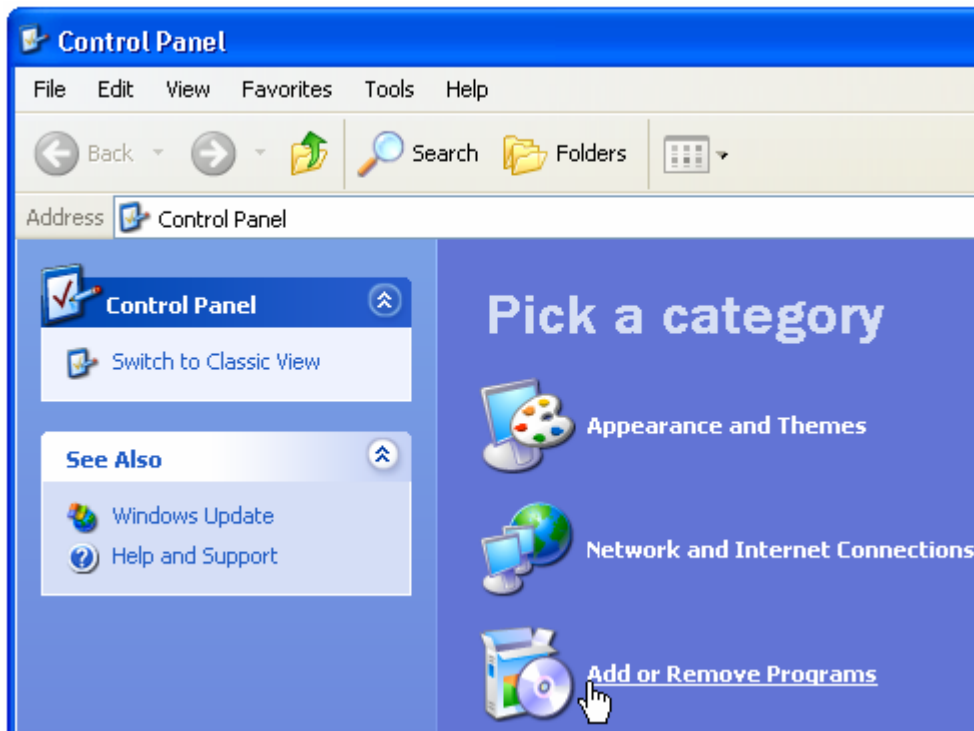 Control Panel
File Edit View Favorites Tools Help
Back Search Folders
Address Control Panel
Control Panel
Switch to Classic View
See Also
Windows Update
Help and Support
Pick a category
Appearance and Themes
Network and Internet Connections
Add or Remove Programs